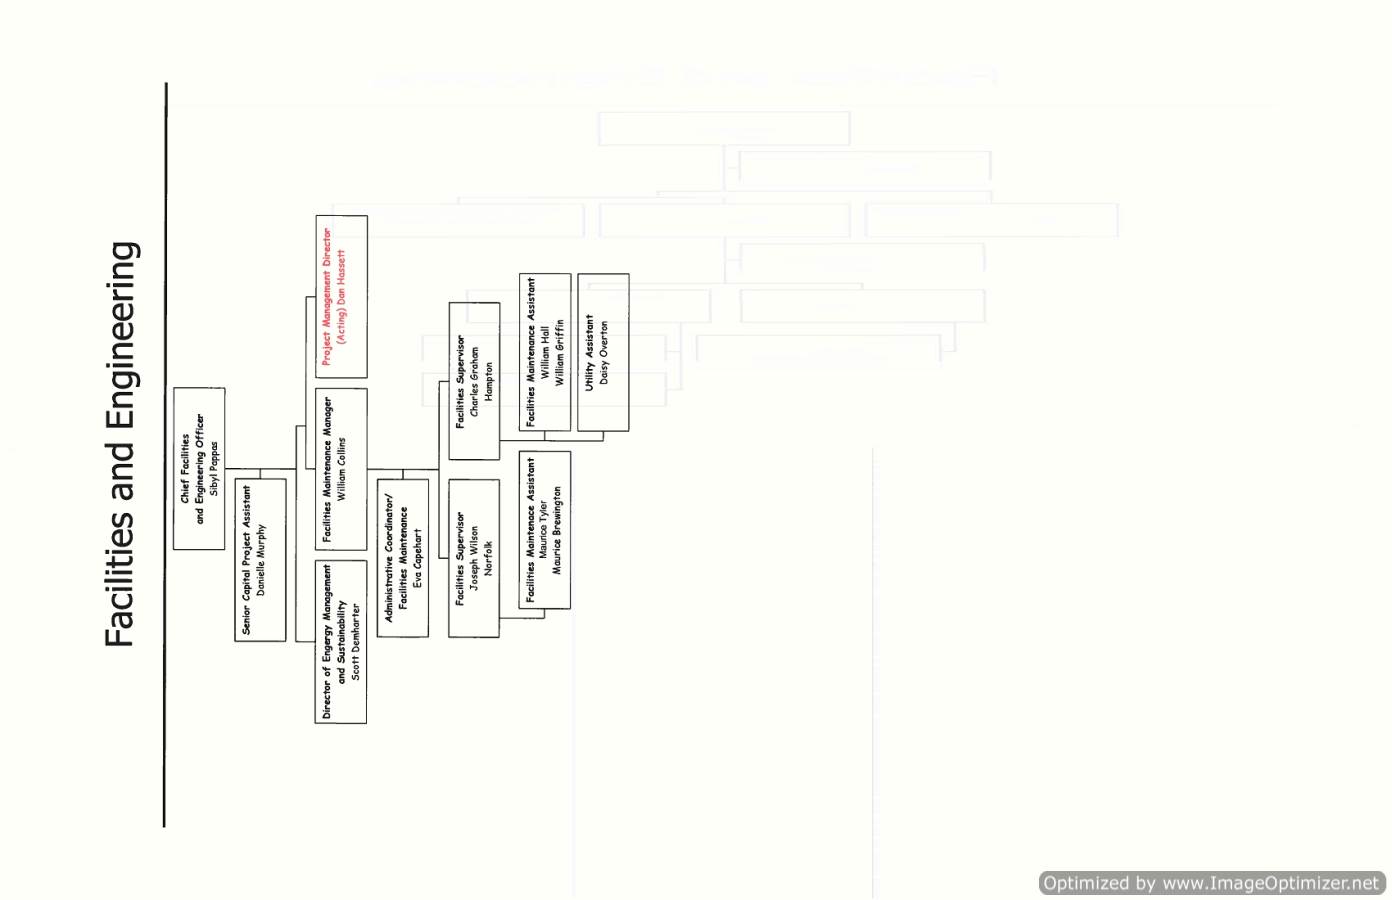 Facilities and Engineering
Chief Facilities
and Engineering Officer
Sibyl Pappas
Senior Capital Project Assistant
Danielle Murphy
Director of Engergy Management
and Sustainability
Scott Demharter
Facilities Maintenance Manager
William Collins
Project Management Director
(Acting) Dan Hassett
Administrative Coordinator/
Facilities Maintenance
Eva Capehart
Facilities Supervisor
Joseph Wilson
Norfolk
Facilities Supervisor
Charles Graham
Hampton
Facilities Maintenace Assistant
Maurice Tyler
Maurice Brewington
Facilities Maintenance Assistant
William Hall
William Griffin
Utility Assistant
Daisy Overton
Optimized by www.ImageOptimizer.net